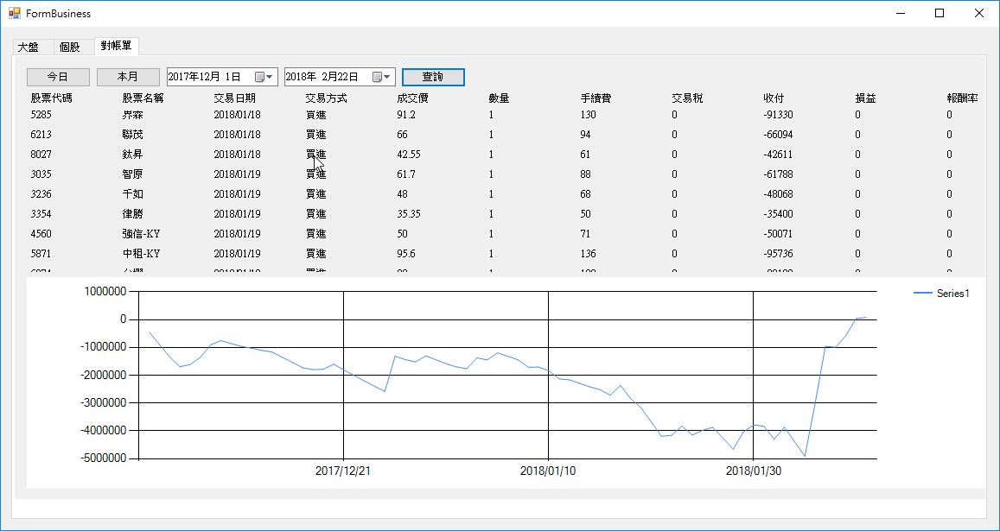 FormBusiness
大盤 個股 對帳單
今日 本月 2017年12月 1日 2018年 2月22日 查詢
股票代碼 股票名稱 交易日期 交易方式 成交價 數量 手續費 交易稅 收付 損益 報酬率
5285 界霖 2018/01/18 買進 91.2 1 130 0 -91330 0 0
6213 聯茂 2018/01/18 買進 66 1 94 0 -66094 0 0
8027 鈦昇 2018/01/18 買進 42.55 1 61 0 -42611 0 0
3035 智原 2018/01/19 買進 61.7 1 88 0 -61788 0 0
3236 千如 2018/01/19 買進 48 1 68 0 -48068 0 0
3354 律勝 2018/01/19 買進 35.35 1 50 0 -35400 0 0
4560 強信-KY 2018/01/19 買進 50 1 71 0 -50071 0 0
5871 中租-KY 2018/01/19 買進 95.6 1 136 0 -95736 0 0
1000000
0
-1000000
-2000000
-3000000
-4000000
-5000000
2017/12/21 2018/01/10 2018/01/30
Series1